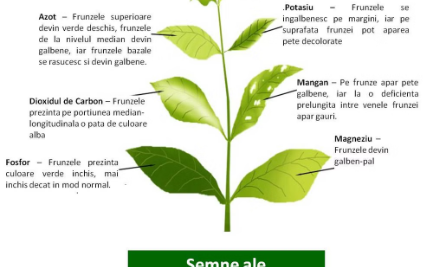 Azot – Frunzele superioare
devin verde deschis, frunzele
de la nivelul median devin
galbene, iar frunzele bazale
se rasucesc si devin galbene.
.Potasiu – Frunzele se
ingalbenesc pe margini, iar pe
suprafata frunzei pot aparea
pete decolorate
Dioxidul de Carbon – Frunzele
prezinta pe portiunea median-
longitudinala o pata de culoare
alba
Mangan – Pe frunze apar pete
galbene, iar la o deficienta
prelungita intre venele frunzei
apar gauri.
Fosfor – Frunzele prezinta
culoare verde inchis, mai
inchis decat in mod normal.
Magneziu –
Frunzele devin
galben-pal
Semne ale